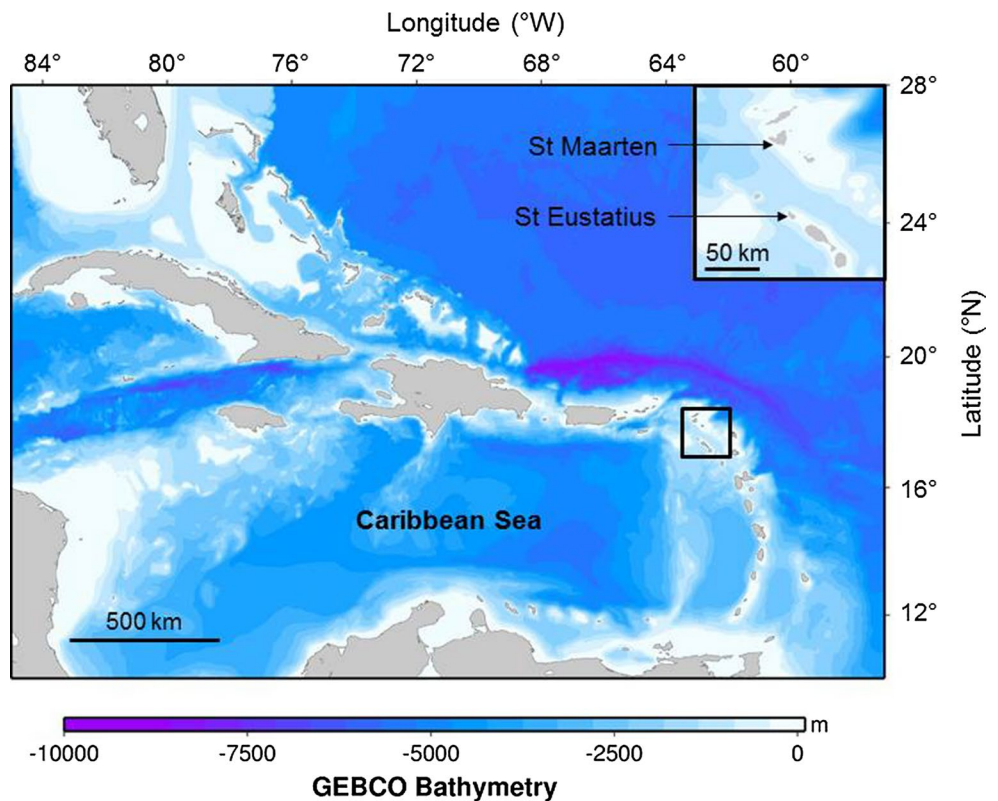 Longitude (°W)
84° 80° 76° 72° 68° 64° 60°
28°
St Maarten
St Eustatius
24°
50 km
20°
Latitude (°N)
16°
Caribbean Sea
500 km
12°
m
-10000 -7500 -5000 -2500 0
GEBCO Bathymetry